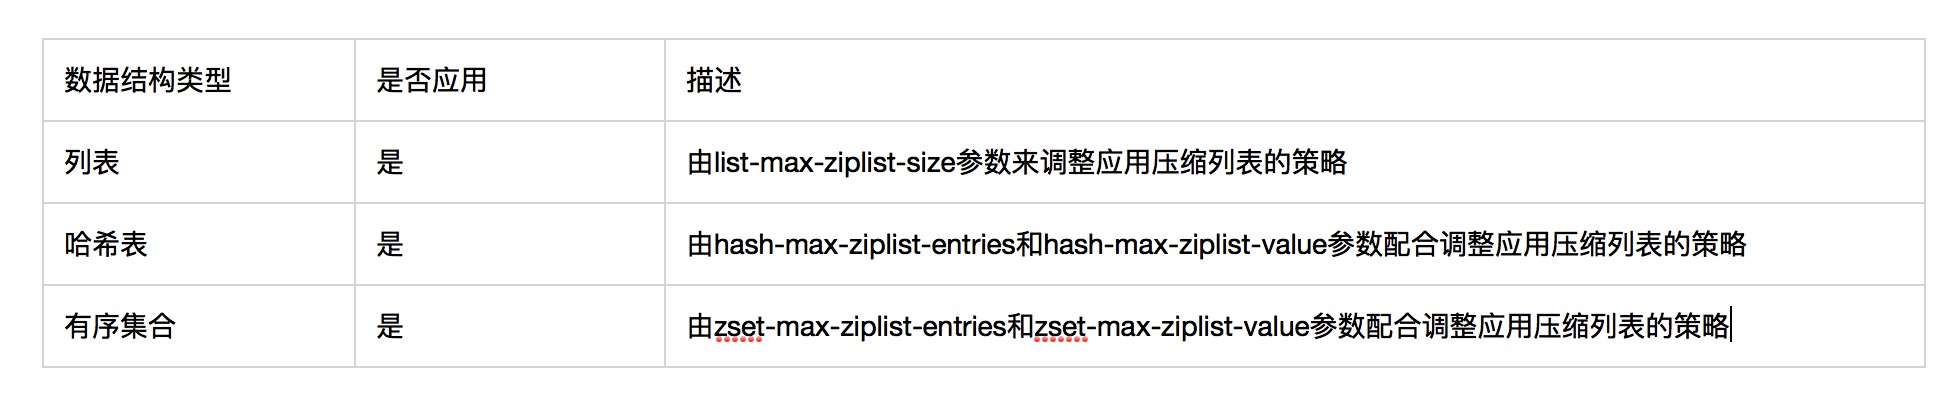 数据结构类型 是否应用 描述
列表 是 由list-max-ziplist-size参数来调整应用压缩列表的策略
哈希表 是 由hash-max-ziplist-entries和hash-max-ziplist-value参数配合调整应用压缩列表的策略
有序集合 是 由zset-max-ziplist-entries和zset-max-ziplist-value参数配合调整应用压缩列表的策略